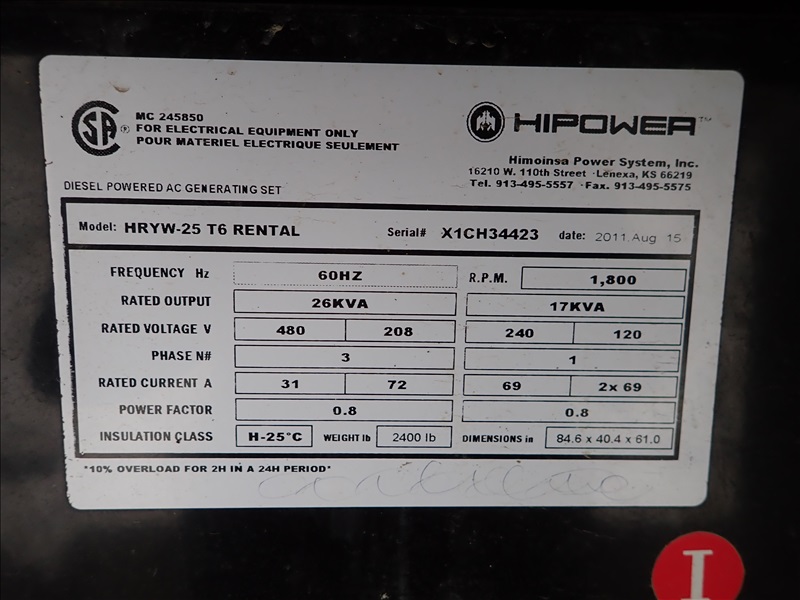 SA ®
MC 245850
FOR ELECTRICAL EQUIPMENT ONLY
POUR MATERIEL ELECTRIQUE SEULEMENT
HIPOWER™
Himoinsa Power System, Inc.
16210 W. 110th Street · Lenexa, KS 66219
Tel. 913-495-5557 · Fax. 913-495-5575
DIESEL POWERED AC GENERATING SET
Model: HRYW-25 T6 RENTAL Serial# X1CH34423 date: 2011.Aug 15
FREQUENCY Hz 60HZ R.P.M. 1,800
RATED OUTPUT 26KVA 17KVA
RATED VOLTAGE V 480 208 240 120
PHASE N# 3 1
RATED CURRENT A 31 72 69 2x 69
POWER FACTOR 0.8 0.8
INSULATION CLASS H-25°C WEIGHT lb 2400 lb DIMENSIONS in 84.6 x 40.4 x 61.0
*10% OVERLOAD FOR 2H IN A 24H PERIOD*
I